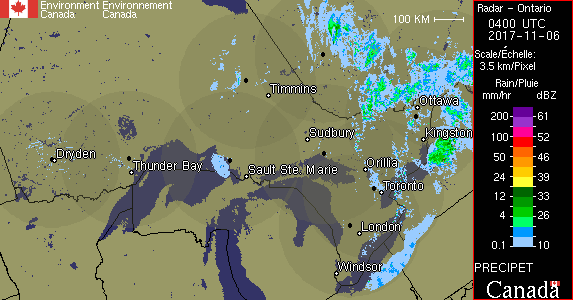 Environment Environnement
Canada Canada
100 KM
Timmins
Ottawa
Sudbury
Kingston
Dryden
Thunder Bay
Sault Ste. Marie
Orillia
Toronto
London
Windsor
Radar - Ontario
0400 UTC
2017-11-06
Scale/Échelle:
3.5 km/Pixel
Rain/Pluie
mm/hr dBZ
200 61
100 52
50 46
24 39
12 33
4 26
0.1 10
PRECIPET
Canada